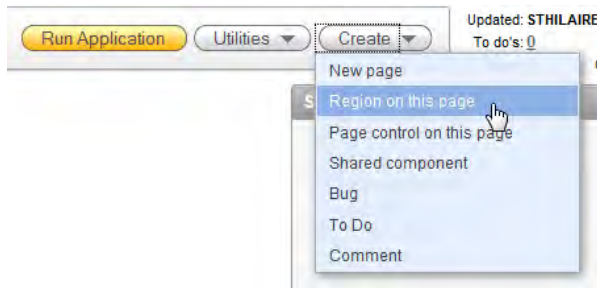 Updated: STHILAIRE
Run Application Utilities Create To do's: 0
New page
S Region on this page
Page control on this page
Shared component
Bug
To Do
Comment